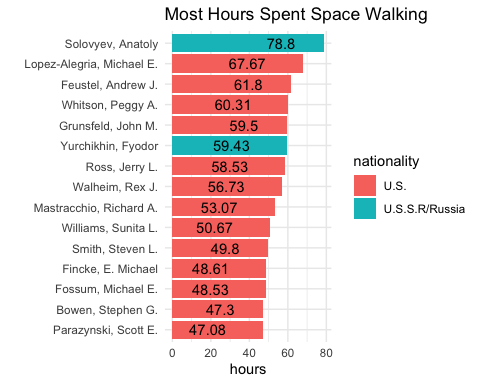 Most Hours Spent Space Walking
Solovyev, Anatoly 78.8
Lopez-Alegria, Michael E. 67.67
Feustel, Andrew J. 61.8
Whitson, Peggy A. 60.31
Grunsfeld, John M. 59.5
Yurchikhin, Fyodor 59.43
Ross, Jerry L. 58.53
Walheim, Rex J. 56.73
Mastracchio, Richard A. 53.07
Williams, Sunita L. 50.67
Smith, Steven L. 49.8
Fincke, E. Michael 48.61
Fossum, Michael E. 48.53
Bowen, Stephen G. 47.3
Parazynski, Scott E. 47.08
0 20 40 60 80
hours
nationality
U.S.
U.S.S.R/Russia